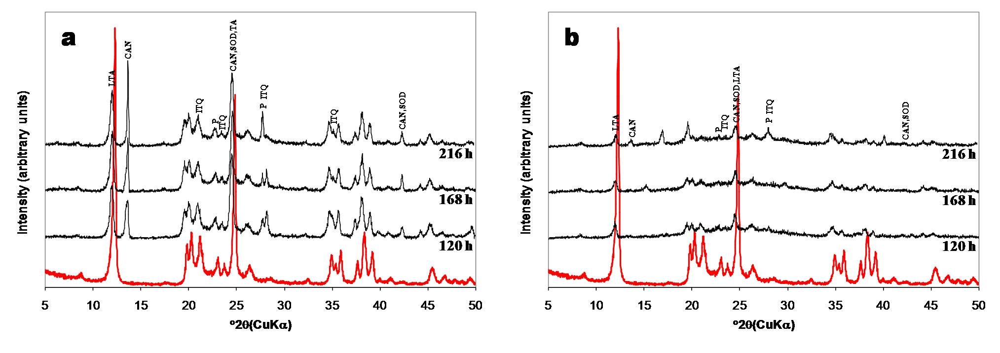 a
LTA
CAN
ITQ
P
ITQ
CAN,SOD,TA
P ITQ
ITQ
CAN,SOD
216 h
168 h
120 h
Intensity (arbitrary units)
5 10 15 20 25 30 35 40 45 50
º2θ(CuKα)
b
LTA
CAN
P
ITQ
CAN,SOD,LTA
P ITQ
CAN,SOD
216 h
168 h
120 h
Intensity (arbitrary units)
5 10 15 20 25 30 35 40 45 50
º2θ(CuKα)